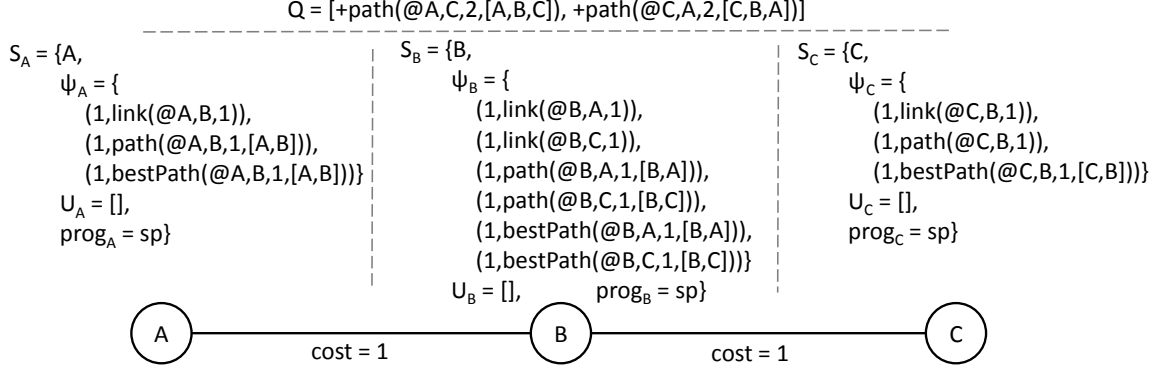 Q = [+path(@A,C,2,[A,B,C]), +path(@C,A,2,[C,B,A])]
S_A = {A,
ψ_A = {
(1,link(@A,B,1)),
(1,path(@A,B,1,[A,B])),
(1,bestPath(@A,B,1,[A,B]))}
U_A = [],
prog_A = sp}
S_B = {B,
ψ_B = {
(1,link(@B,A,1)),
(1,link(@B,C,1)),
(1,path(@B,A,1,[B,A])),
(1,path(@B,C,1,[B,C])),
(1,bestPath(@B,A,1,[B,A])),
(1,bestPath(@B,C,1,[B,C]))}
U_B = [], prog_B = sp}
S_C = {C,
ψ_C = {
(1,link(@C,B,1)),
(1,path(@C,B,1)),
(1,bestPath(@C,B,1,[C,B]))}
U_C = [],
prog_C = sp}
A
B
C
cost = 1
cost = 1